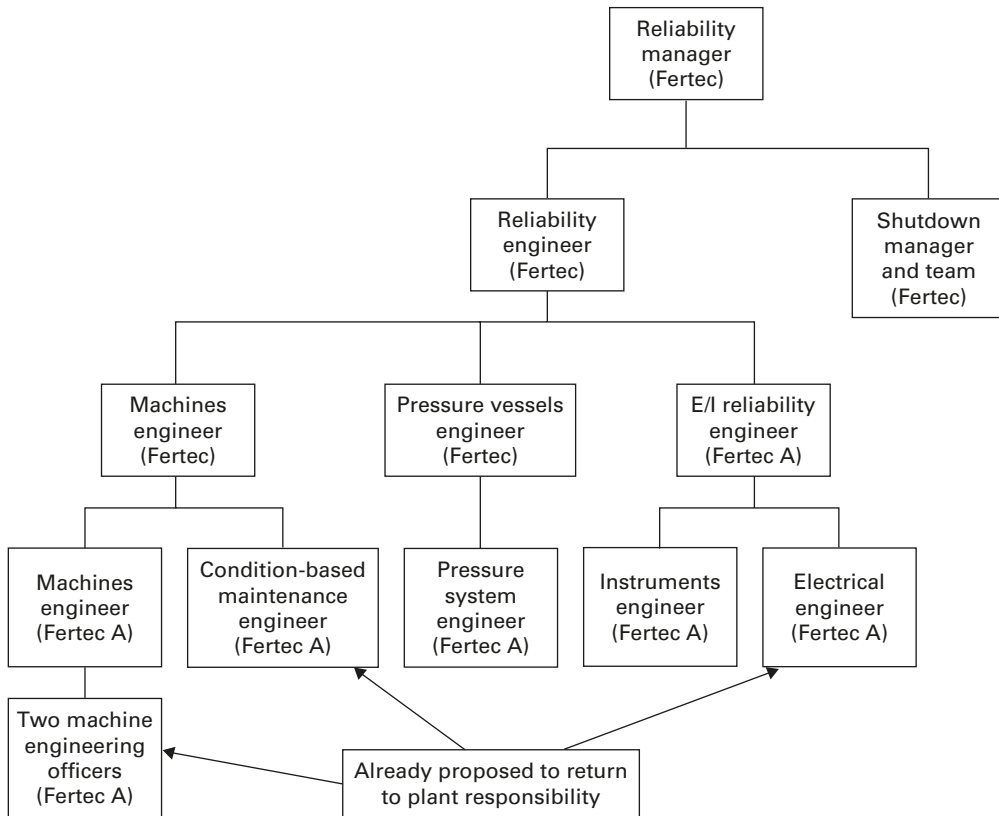 Reliability
manager
(Fertec)
Reliability
engineer
(Fertec)
Shutdown
manager
and team
(Fertec)
Machines
engineer
(Fertec)
Pressure vessels
engineer
(Fertec)
E/I reliability
engineer
(Fertec A)
Machines
engineer
(Fertec A)
Condition-based
maintenance
engineer
(Fertec A)
Pressure
system
engineer
(Fertec A)
Instruments
engineer
(Fertec A)
Electrical
engineer
(Fertec A)
Two machine
engineering
officers
(Fertec A)
Already proposed to return
to plant responsibility